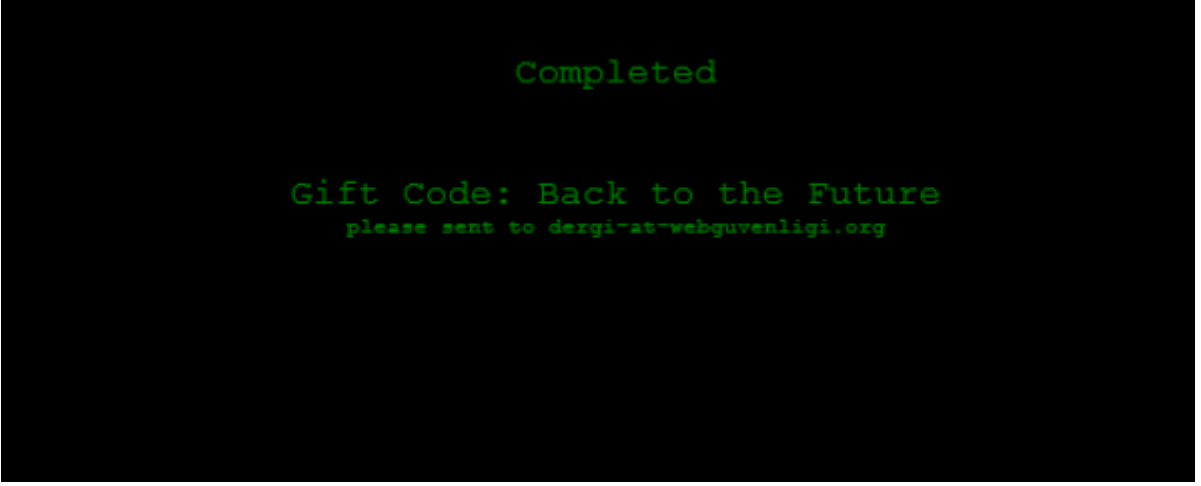 Completed
Gift Code: Back to the Future
please sent to dergi-at-webguvenligi.org